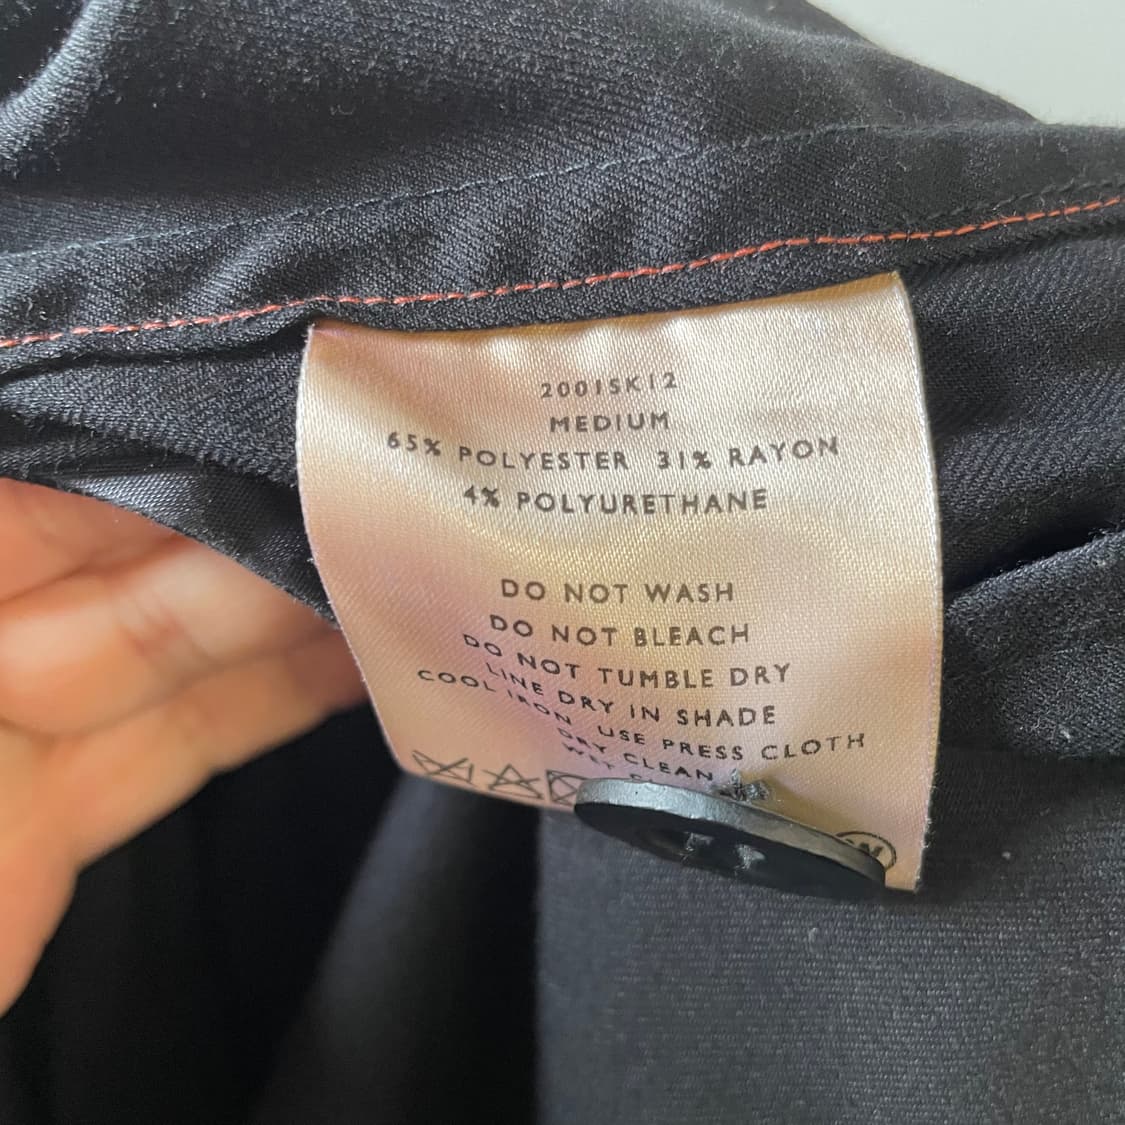 2001SK12
MEDIUM
65% POLYESTER 31% RAYON
4% POLYURETHANE
DO NOT WASH
DO NOT BLEACH
DO NOT TUMBLE DRY
LINE DRY IN SHADE
COOL IRON USE PRESS CLOTH
DRY CLEAN
WET
W